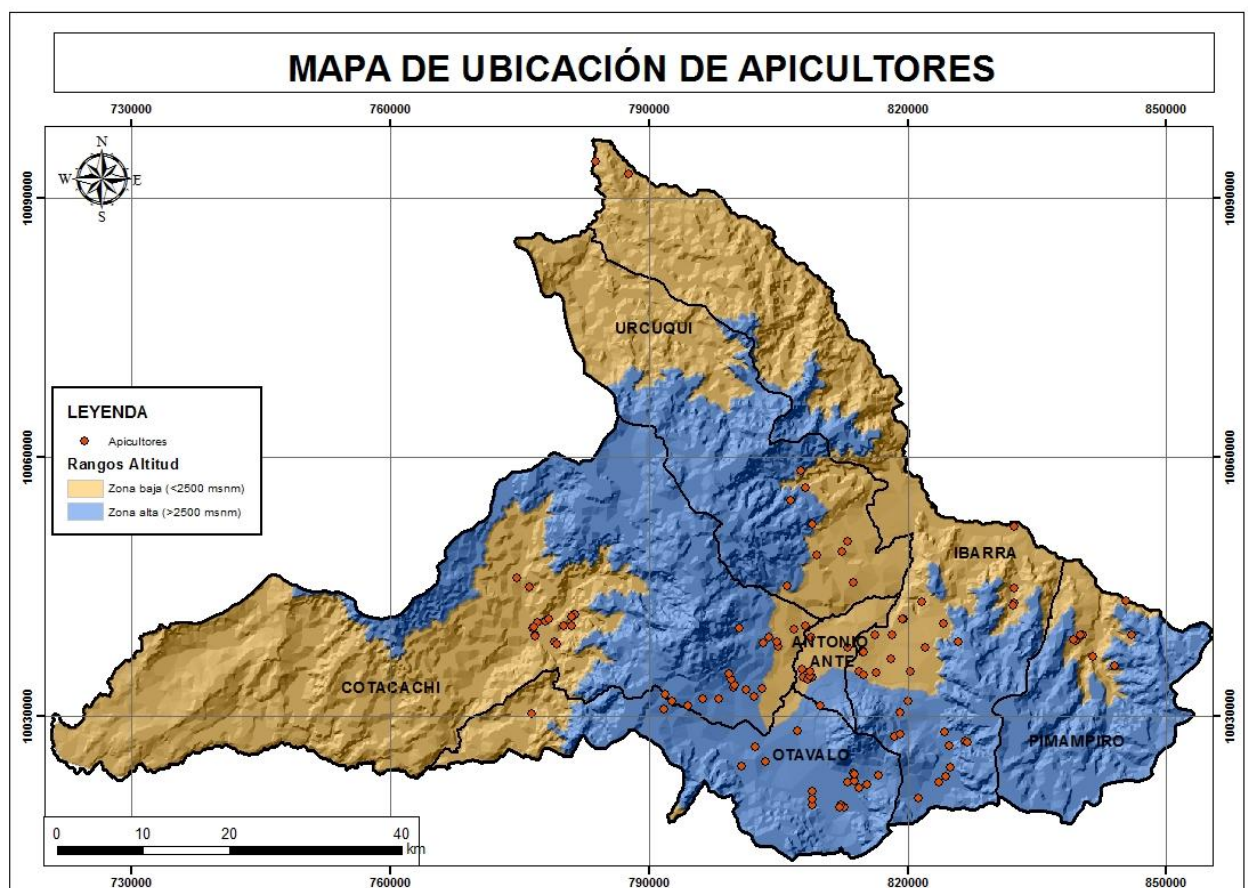 MAPA DE UBICACIÓN DE APICULTORES
730000 760000 790000 820000 850000
N
W E
S
10090000 10090000
URCUQUI
LEYENDA
Apicultores
Rangos Altitud
Zona baja (<2500 msnm)
Zona alta (>2500 msnm)
10060000 10060000
IBARRA
ANTONIO
ANTE
COTACACHI
10030000 10030000
PIMAMPIRO
OTAVALO
0 10 20 40
km
730000 760000 790000 820000 850000